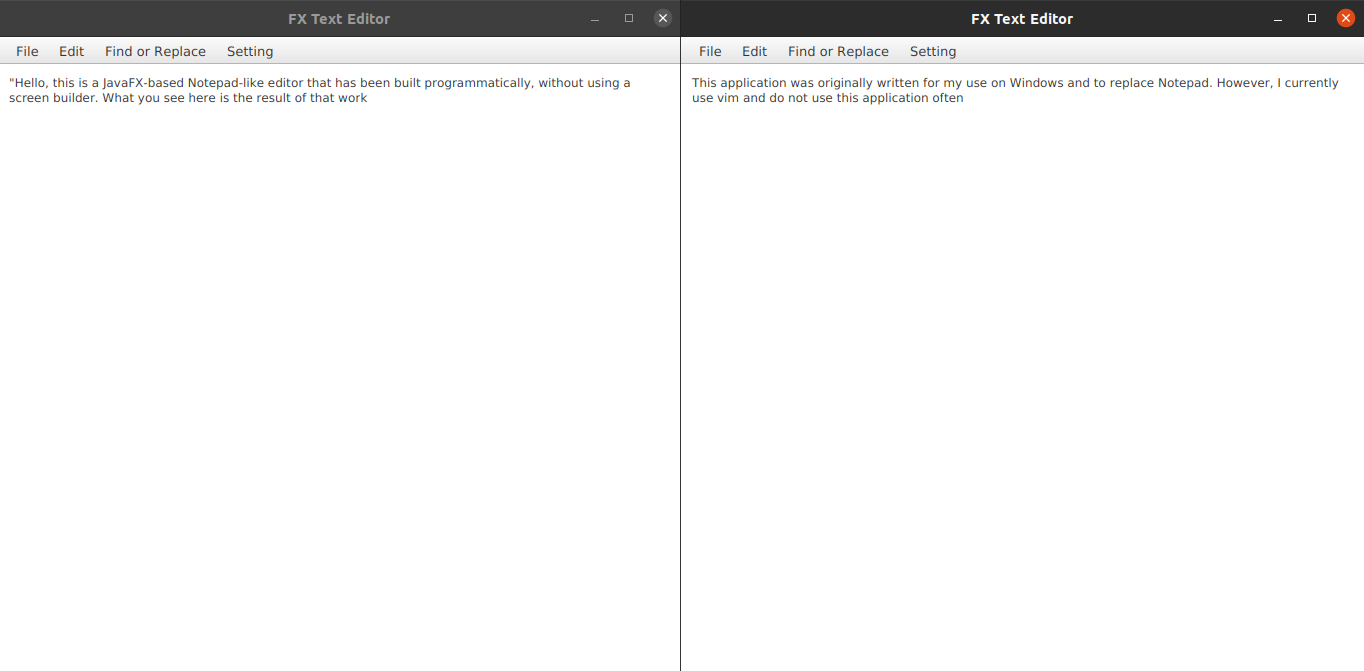 FX Text Editor
File Edit Find or Replace Setting
"Hello, this is a JavaFX-based Notepad-like editor that has been built programmatically, without using a
screen builder. What you see here is the result of that work
FX Text Editor
File Edit Find or Replace Setting
This application was originally written for my use on Windows and to replace Notepad. However, I currently
use vim and do not use this application often